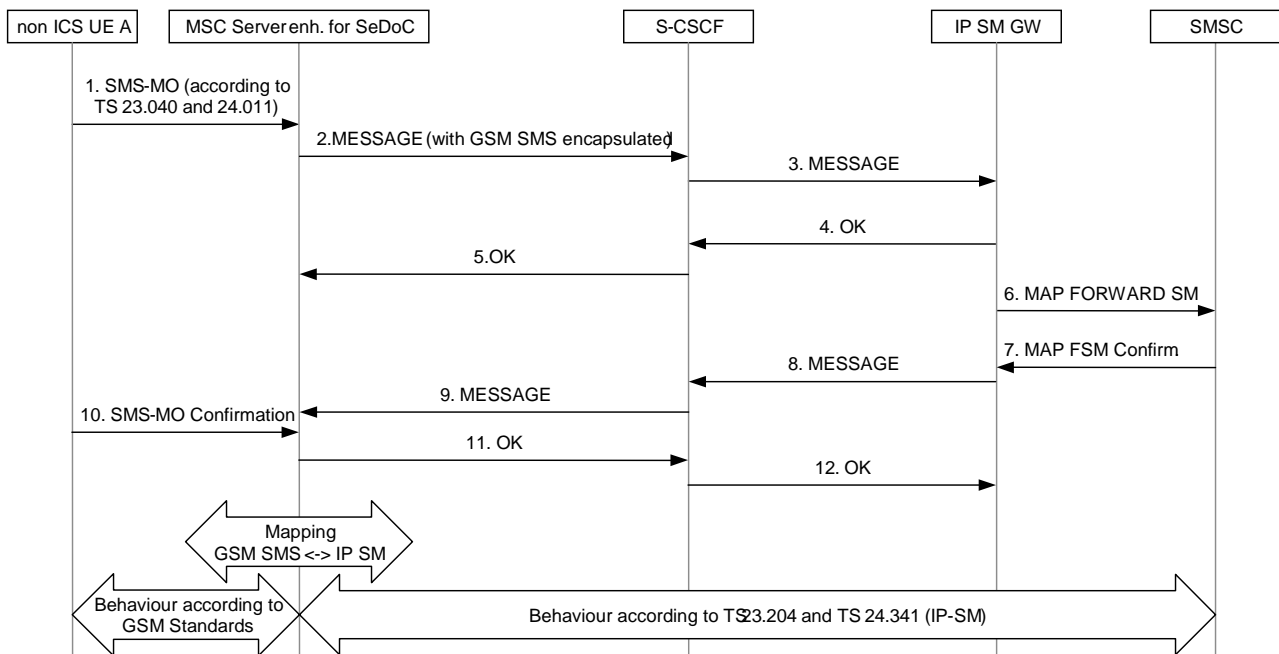 non ICS UE A
MSC Server enh. for SeDoC
S-CSCF
IP SM GW
SMSC
1. SMS-MO (according to
TS 23.040 and 24.011)
2.MESSAGE (with GSM SMS encapsulated)
3. MESSAGE
4. OK
5.OK
6. MAP FORWARD SM
7. MAP FSM Confirm
8. MESSAGE
9. MESSAGE
10. SMS-MO Confirmation
11. OK
12. OK
Mapping
GSM SMS <-> IP SM
Behaviour according to
GSM Standards
Behaviour according to TS 23.204 and TS 24.341 (IP-SM)